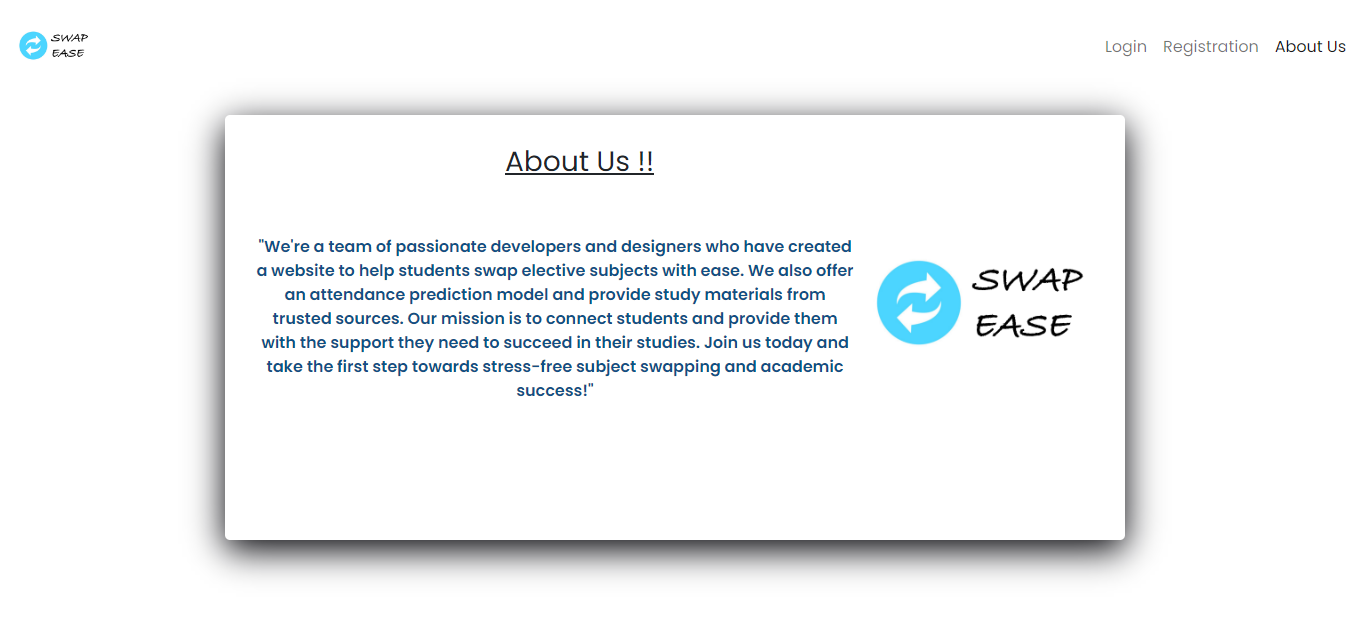 SWAP
EASE
Login Registration About Us
About Us !!
"We're a team of passionate developers and designers who have created
a website to help students swap elective subjects with ease. We also offer
an attendance prediction model and provide study materials from
trusted sources. Our mission is to connect students and provide them
with the support they need to succeed in their studies. Join us today and
take the first step towards stress-free subject swapping and academic
success!"
SWAP
EASE